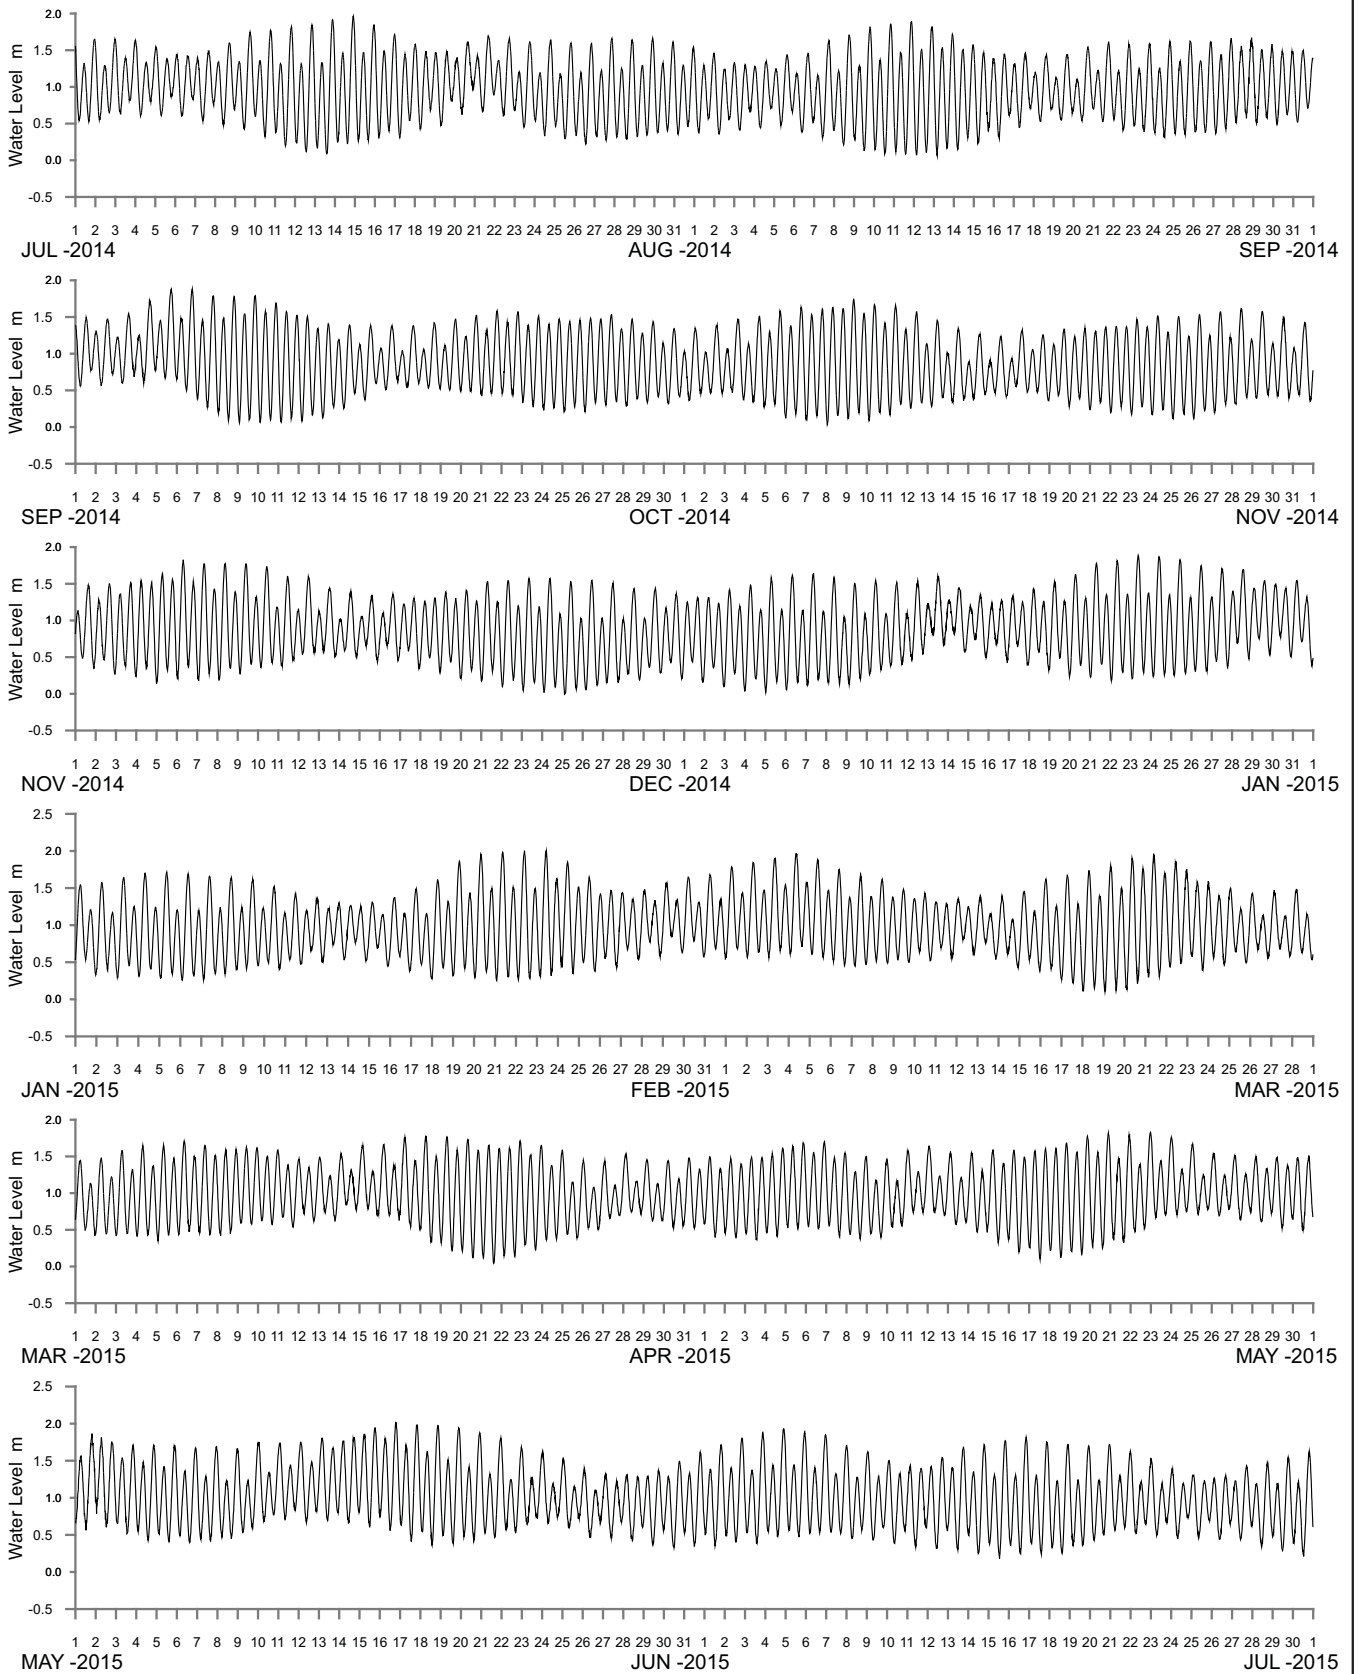 2.0
1.5
1.0
0.5
0.0
-0.5
Water Level m
1 2 3 4 5 6 7 8 9 10 11 12 13 14 15 16 17 18 19 20 21 22 23 24 25 26 27 28 29 30 31 1 2 3 4 5 6 7 8 9 10 11 12 13 14 15 16 17 18 19 20 21 22 23 24 25 26 27 28 29 30 31 1
JUL -2014 AUG -2014 SEP -2014
2.0
1.5
1.0
0.5
0.0
-0.5
Water Level m
1 2 3 4 5 6 7 8 9 10 11 12 13 14 15 16 17 18 19 20 21 22 23 24 25 26 27 28 29 30 1 2 3 4 5 6 7 8 9 10 11 12 13 14 15 16 17 18 19 20 21 22 23 24 25 26 27 28 29 30 31 1
SEP -2014 OCT -2014 NOV -2014
2.0
1.5
1.0
0.5
0.0
-0.5
Water Level m
1 2 3 4 5 6 7 8 9 10 11 12 13 14 15 16 17 18 19 20 21 22 23 24 25 26 27 28 29 30 1 2 3 4 5 6 7 8 9 10 11 12 13 14 15 16 17 18 19 20 21 22 23 24 25 26 27 28 29 30 31 1
NOV -2014 DEC -2014 JAN -2015
2.5
2.0
1.5
1.0
0.5
0.0
-0.5
Water Level m
1 2 3 4 5 6 7 8 9 10 11 12 13 14 15 16 17 18 19 20 21 22 23 24 25 26 27 28 29 30 31 1 2 3 4 5 6 7 8 9 10 11 12 13 14 15 16 17 18 19 20 21 22 23 24 25 26 27 28 1
JAN -2015 FEB -2015 MAR -2015
2.0
1.5
1.0
0.5
0.0
-0.5
Water Level m
1 2 3 4 5 6 7 8 9 10 11 12 13 14 15 16 17 18 19 20 21 22 23 24 25 26 27 28 29 30 31 1 2 3 4 5 6 7 8 9 10 11 12 13 14 15 16 17 18 19 20 21 22 23 24 25 26 27 28 29 30 1
MAR -2015 APR -2015 MAY -2015
2.5
2.0
1.5
1.0
0.5
0.0
-0.5
Water Level m
1 2 3 4 5 6 7 8 9 10 11 12 13 14 15 16 17 18 19 20 21 22 23 24 25 26 27 28 29 30 31 1 2 3 4 5 6 7 8 9 10 11 12 13 14 15 16 17 18 19 20 21 22 23 24 25 26 27 28 29 30 1
MAY -2015 JUN -2015 JUL -2015